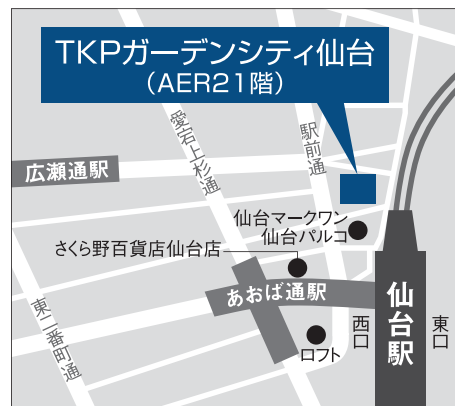 TKPガーデンシティ仙台
（AER21階）
愛宕上杉通
駅前通
広瀬通駅
仙台マークワン
仙台パルコ
さくら野百貨店仙台店
あおば通駅
仙台駅
西口
東口
ロフト
東二番町通